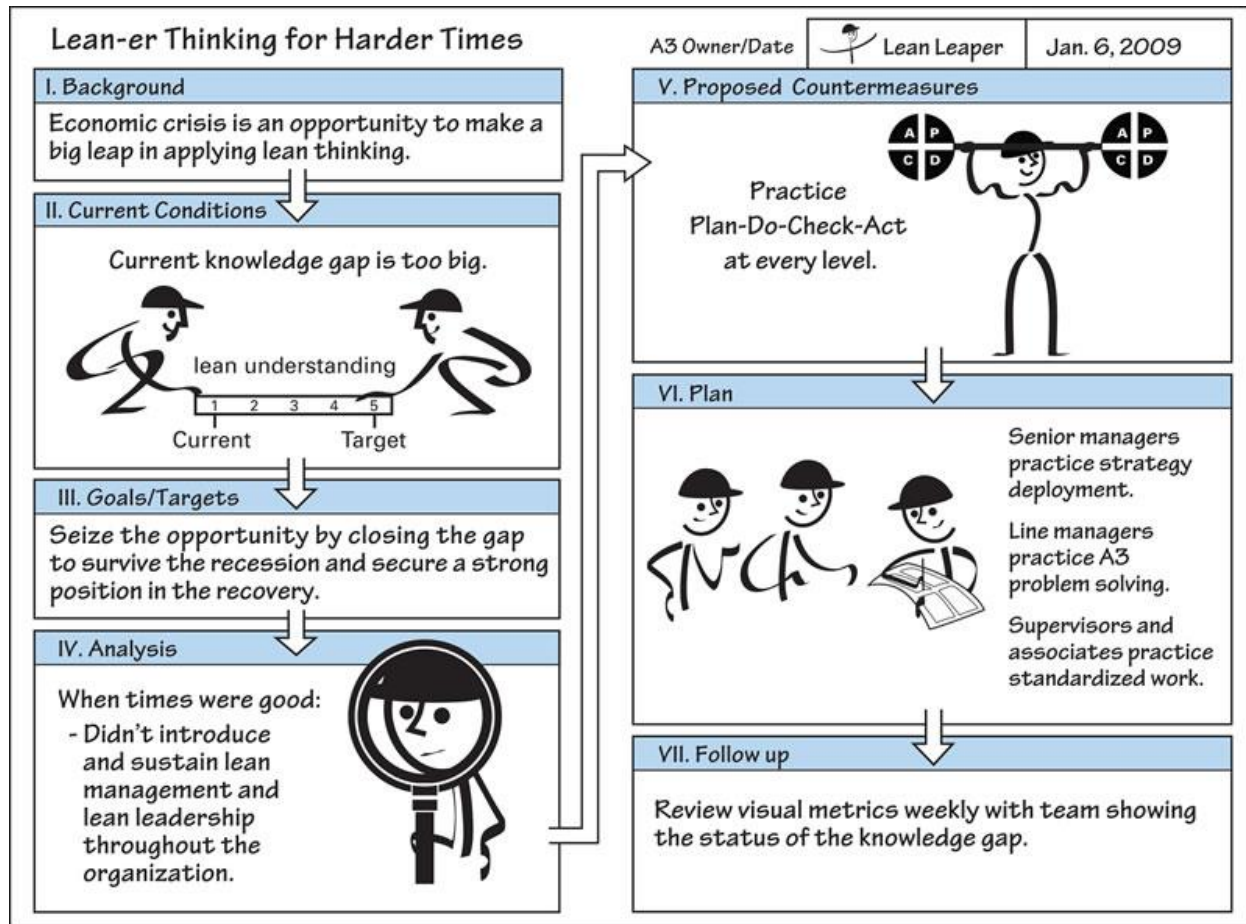 Lean-er Thinking for Harder Times
A3 Owner/Date
Lean Leaper
Jan. 6, 2009
I. Background
Economic crisis is an opportunity to make a
big leap in applying lean thinking.
II. Current Conditions
Current knowledge gap is too big.
lean understanding
1 2 3 4 5
Current Target
III. Goals/Targets
Seize the opportunity by closing the gap
to survive the recession and secure a strong
position in the recovery.
IV. Analysis
When times were good:
- Didn't introduce
and sustain lean
management and
lean leadership
throughout the
organization.
V. Proposed Countermeasures
A P
C D
A P
C D
Practice
Plan-Do-Check-Act
at every level.
VI. Plan
Senior managers
practice strategy
deployment.
Line managers
practice A3
problem solving.
Supervisors and
associates practice
standardized work.
VII. Follow up
Review visual metrics weekly with team showing
the status of the knowledge gap.